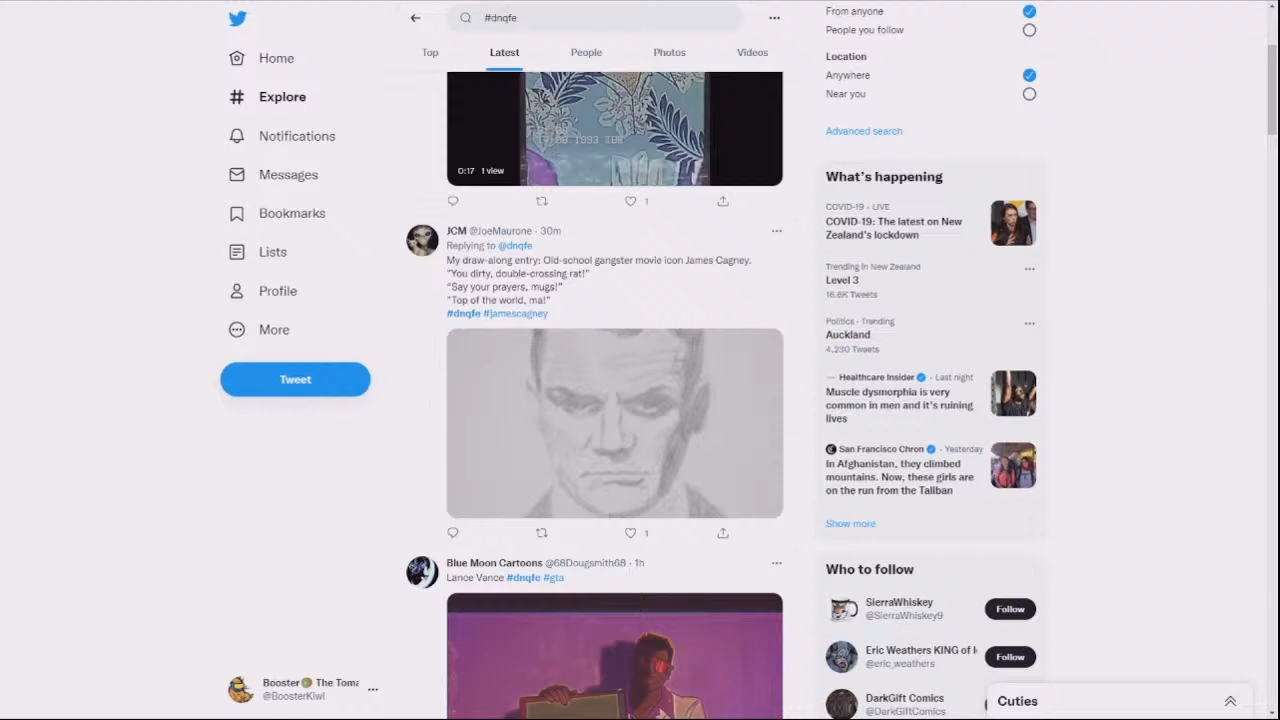 #dnqfe
Top
Latest
People
Photos
Videos
Home
Explore
Notifications
Messages
Bookmarks
Lists
Profile
More
Tweet
Booster🥝 The Toma
@BoosterKiwi
0:17 1 view
1
JCM @JoeMaurone · 30m
Replying to @dnqfe
My draw-along entry: Old-school gangster movie icon James Cagney.
"You dirty, double-crossing rat!"
"Say your prayers, mugs!"
"Top of the world, ma!"
#dnqfe #jamescagney
1
Blue Moon Cartoons @68Dougsmith68 · 1h
Lance Vance #dnqfe #gta
From anyone
People you follow
Location
Anywhere
Near you
Advanced search
What's happening
COVID-19 · LIVE
COVID-19: The latest on New
Zealand's lockdown
Trending in New Zealand
Level 3
16.6K Tweets
Politics · Trending
Auckland
4,230 Tweets
Healthcare Insider · Last night
Muscle dysmorphia is very
common in men and it's ruining
lives
San Francisco Chron · Yesterday
In Afghanistan, they climbed
mountains. Now, these girls are
on the run from the Taliban
Show more
Who to follow
SierraWhiskey
@SierraWhiskey9
Follow
Eric Weathers KING of
@eric_weathers
Follow
DarkGift Comics
@DarkGiftComics
Cuties